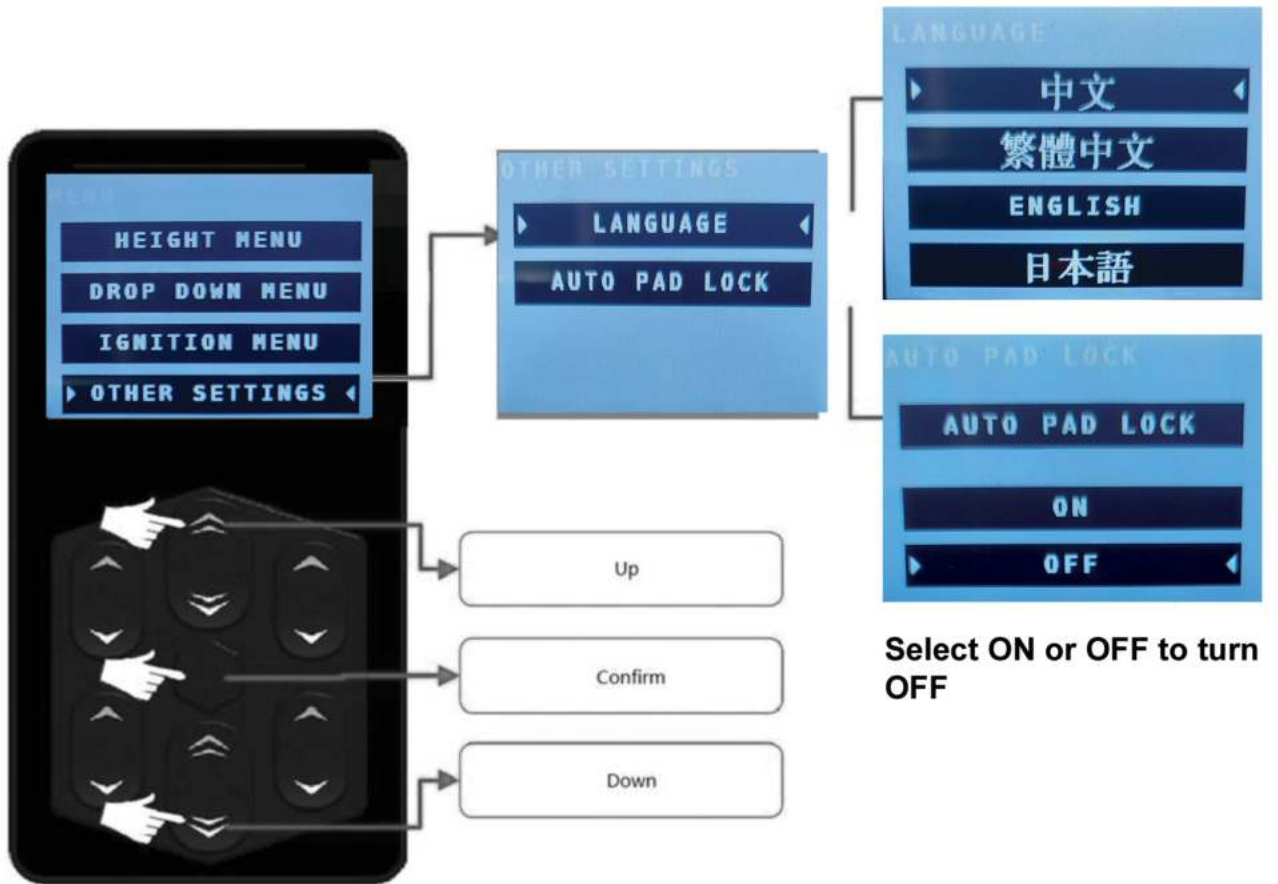 MENU
HEIGHT MENU
DROP DOWN MENU
IGNITION MENU
OTHER SETTINGS
OTHER SETTINGS
LANGUAGE
AUTO PAD LOCK
LANGUAGE
中文
繁體中文
ENGLISH
日本語
AUTO PAD LOCK
AUTO PAD LOCK
ON
OFF
Select ON or OFF to turn
OFF
Up
Confirm
Down